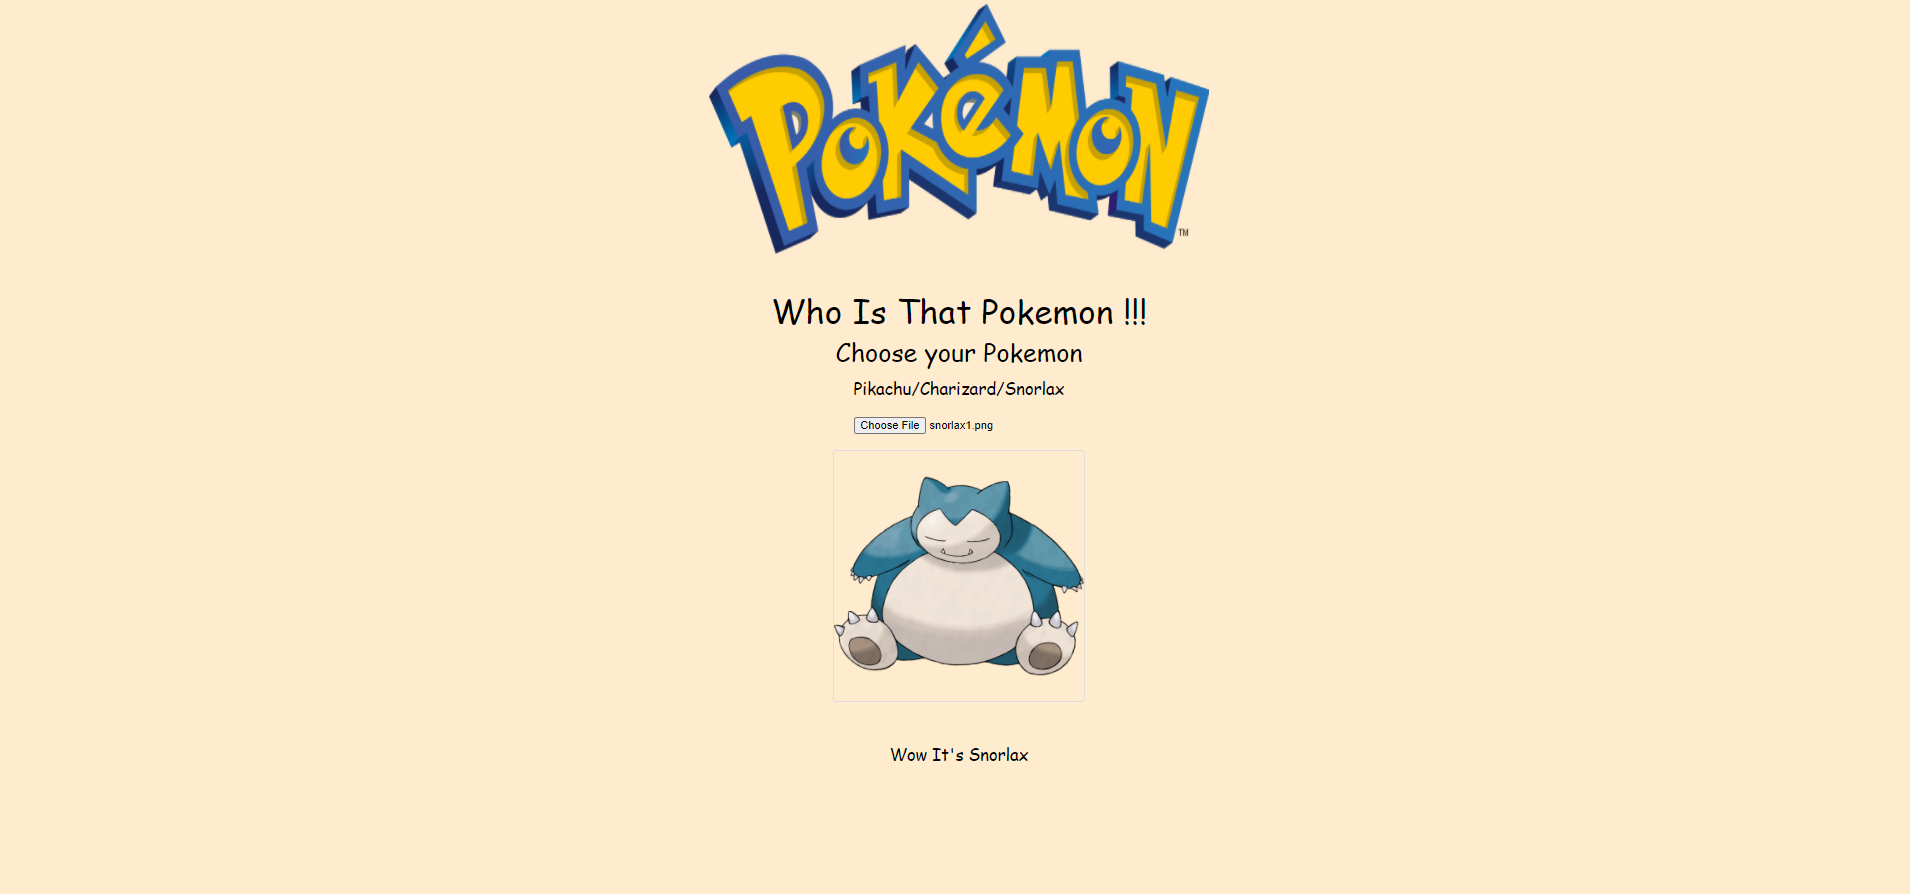 POKéMON
TM
Who Is That Pokemon !!!
Choose your Pokemon
Pikachu/Charizard/Snorlax
Choose File snorlax1.png
Wow It's Snorlax